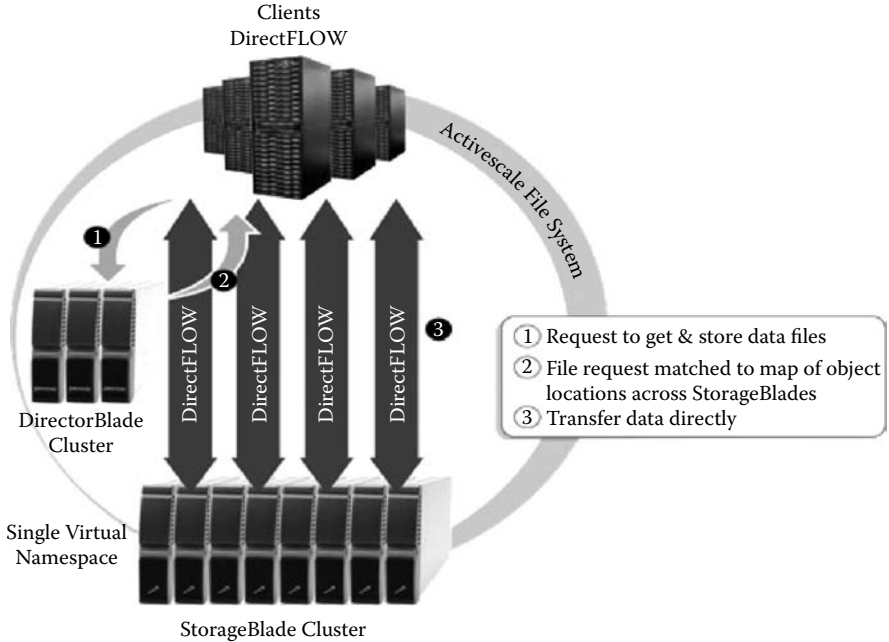 Clients
DirectFLOW
Activescale File System
1
2
DirectFLOW
DirectFLOW
DirectFLOW
DirectFLOW
3
DirectorBlade
Cluster
1 Request to get & store data files
2 File request matched to map of object
locations across StorageBlades
3 Transfer data directly
Single Virtual
Namespace
StorageBlade Cluster